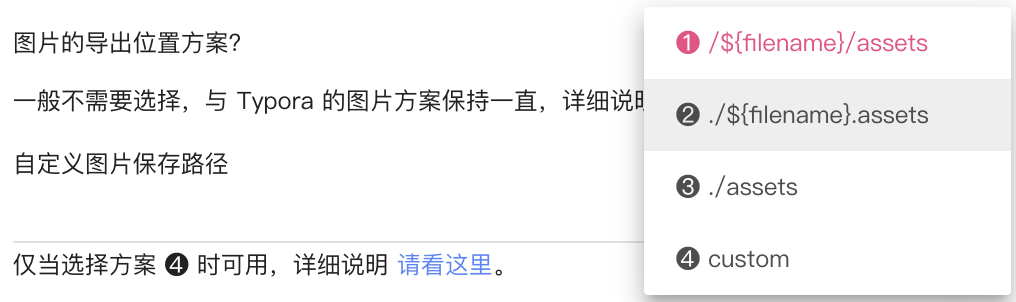 图片的导出位置方案？
一般不需要选择，与 Typora 的图片方案保持一直，详细说
自定义图片保存路径
仅当选择方案 ❹ 时可用，详细说明 请看这里。
❶ /${filename}/assets
❷ ./${filename}.assets
❸ ./assets
❹ custom